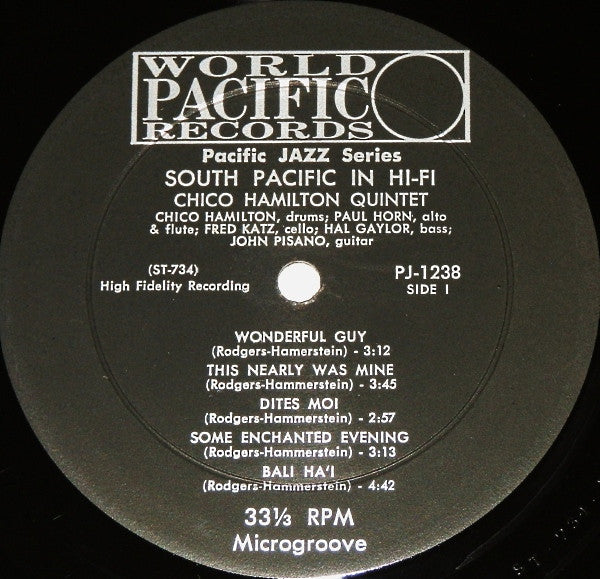 WORLD
PACIFIC
RECORDS
Pacific JAZZ Series
SOUTH PACIFIC IN HI-FI
CHICO HAMILTON QUINTET
CHICO HAMILTON, drums; PAUL HORN, alto
& flute; FRED KATZ, cello; HAL GAYLOR, bass;
JOHN PISANO, guitar
(ST-734)
High Fidelity Recording
PJ-1238
SIDE I
WONDERFUL GUY
(Rodgers-Hamerstein) - 3:12
THIS NEARLY WAS MINE
(Rodgers-Hammerstein) - 3:45
DITES MOI
(Rodgers-Hammerstein) - 2:57
SOME ENCHANTED EVENING
(Rodgers-Hammerstein) - 3:13
BALI HA'I
(Rodgers-Hammerstein) - 4:42
33⅓ RPM
Microgroove